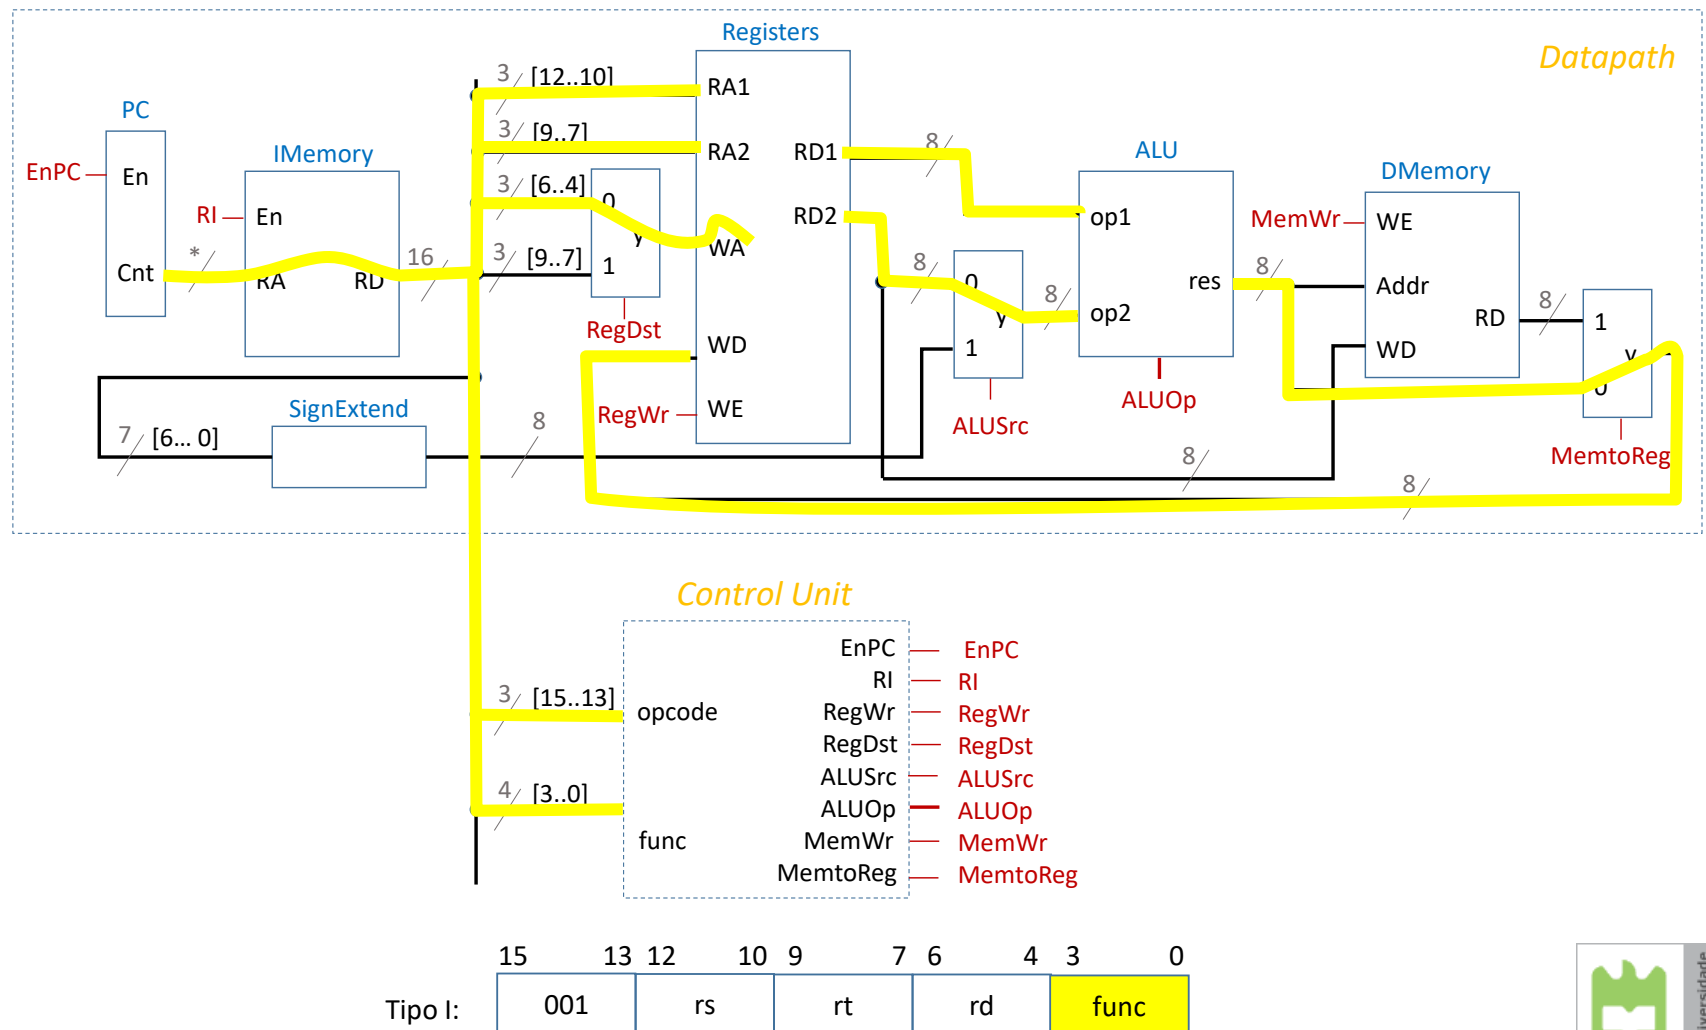 Registers
Datapath
3 [12..10]
RA1
PC
3 [9..7]
RA2
RD1
8
ALU
IMemory
DMemory
EnPC
En
3 [6..4]
0
RI
En
RD2
op1
MemWr
WE
*
y
WA
Cnt
RA
RD
16
3 [9..7]
1
8
0
8
res
8
Addr
8
RegDst
y
op2
RD
1
WD
1
WD
y
0
SignExtend
RegWr
WE
ALUSrc
ALUOp
7 [6... 0]
8
8
MemtoReg
8
Control Unit
EnPC
EnPC
RI
RI
3 [15..13]
opcode
RegWr
RegWr
RegDst
RegDst
ALUSrc
ALUSrc
4 [3..0]
ALUOp
ALUOp
func
MemWr
MemWr
MemtoReg
MemtoReg
15 13 12 10 9 7 6 4 3 0
Tipo I: 001 rs rt rd func